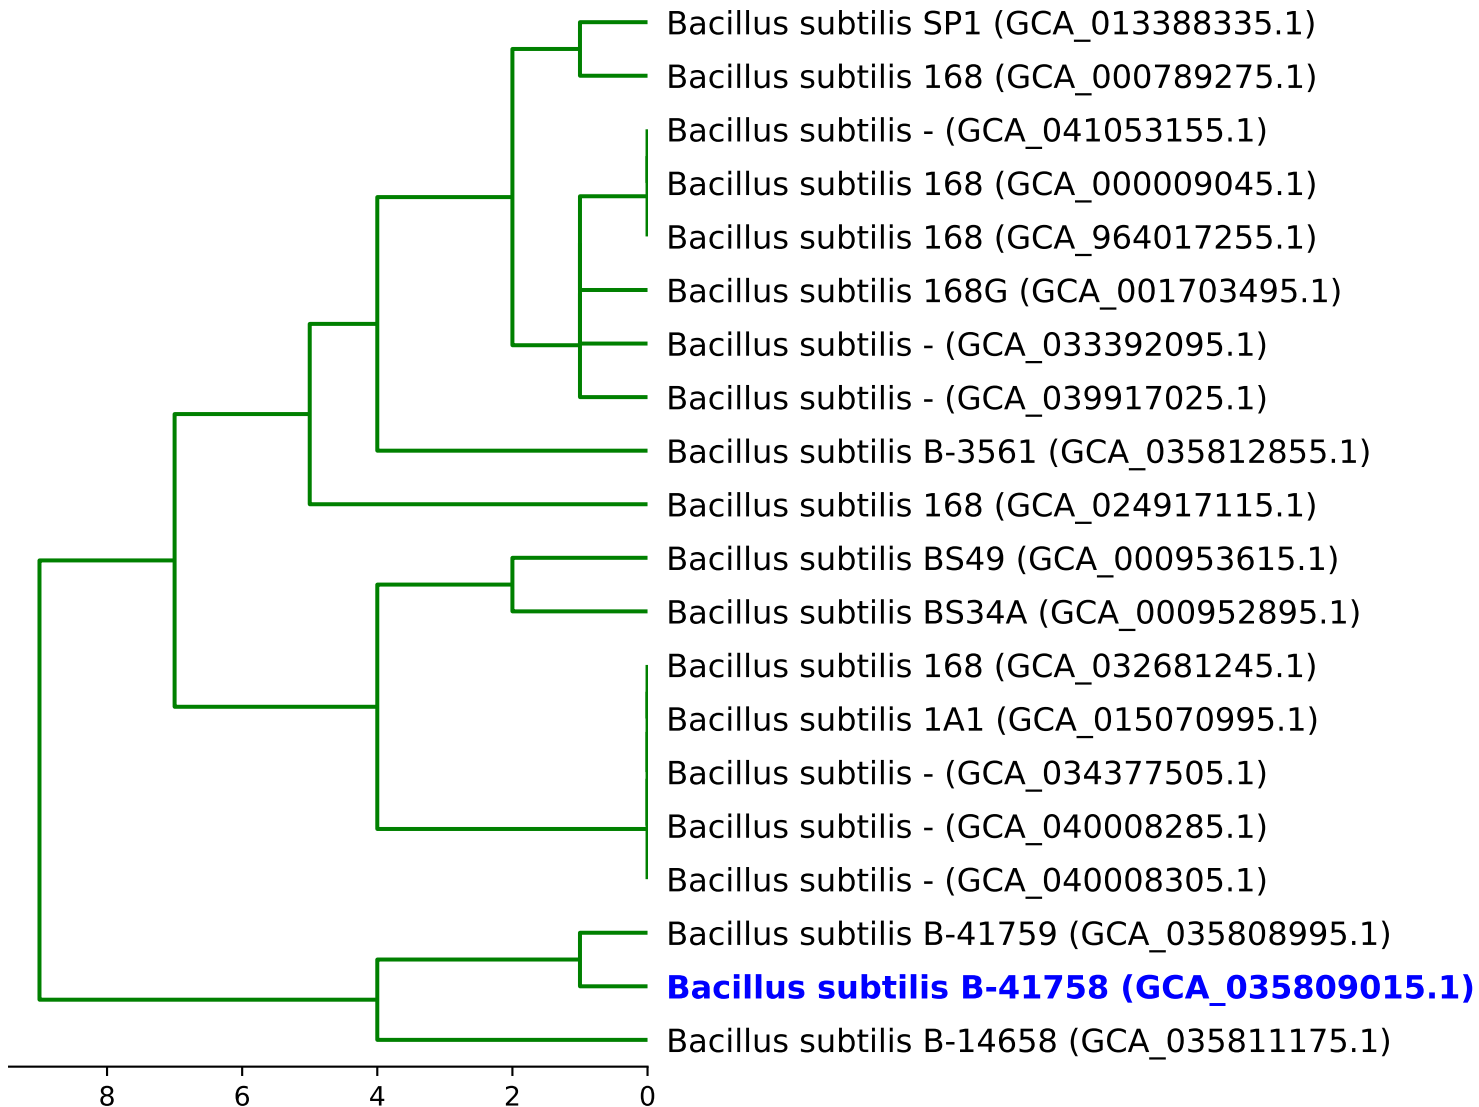 Bacillus subtilis SP1 (GCA_013388335.1)
Bacillus subtilis 168 (GCA_000789275.1)
Bacillus subtilis - (GCA_041053155.1)
Bacillus subtilis 168 (GCA_000009045.1)
Bacillus subtilis 168 (GCA_964017255.1)
Bacillus subtilis 168G (GCA_001703495.1)
Bacillus subtilis - (GCA_033392095.1)
Bacillus subtilis - (GCA_039917025.1)
Bacillus subtilis B-3561 (GCA_035812855.1)
Bacillus subtilis 168 (GCA_024917115.1)
Bacillus subtilis BS49 (GCA_000953615.1)
Bacillus subtilis BS34A (GCA_000952895.1)
Bacillus subtilis 168 (GCA_032681245.1)
Bacillus subtilis 1A1 (GCA_015070995.1)
Bacillus subtilis - (GCA_034377505.1)
Bacillus subtilis - (GCA_040008285.1)
Bacillus subtilis - (GCA_040008305.1)
Bacillus subtilis B-41759 (GCA_035808995.1)
Bacillus subtilis B-41758 (GCA_035809015.1)
Bacillus subtilis B-14658 (GCA_035811175.1)
8 6 4 2 0